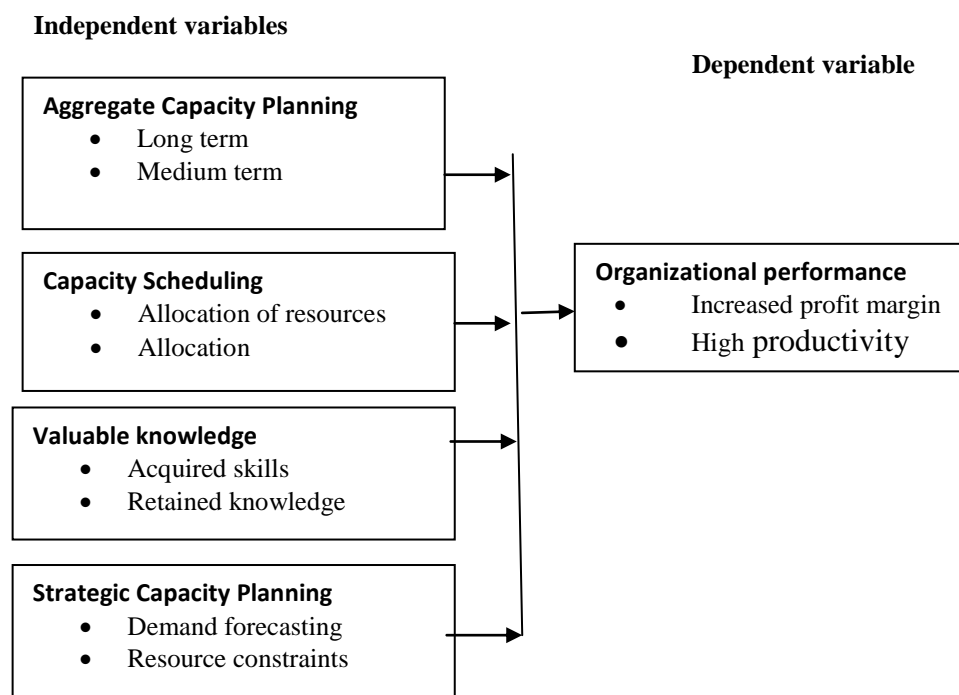 Independent variables
Dependent variable
Aggregate Capacity Planning
• Long term
• Medium term
Capacity Scheduling
• Allocation of resources
• Allocation
Valuable knowledge
• Acquired skills
• Retained knowledge
Strategic Capacity Planning
• Demand forecasting
• Resource constraints
Organizational performance
• Increased profit margin
• High productivity